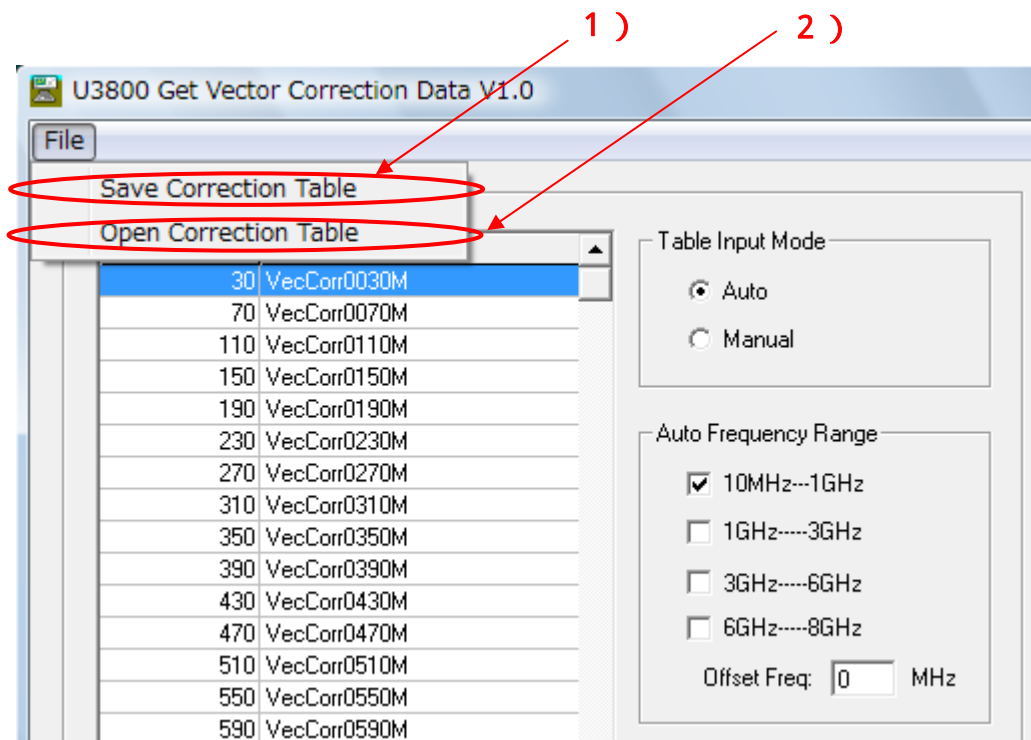 1 )
2 )
U3800 Get Vector Correction Data V1.0
File
Save Correction Table
Open Correction Table
30 VecCorr0030M
70 VecCorr0070M
110 VecCorr0110M
150 VecCorr0150M
190 VecCorr0190M
230 VecCorr0230M
270 VecCorr0270M
310 VecCorr0310M
350 VecCorr0350M
390 VecCorr0390M
430 VecCorr0430M
470 VecCorr0470M
510 VecCorr0510M
550 VecCorr0550M
590 VecCorr0590M
Table Input Mode
Auto
Manual
Auto Frequency Range
10MHz---1GHz
1GHz-----3GHz
3GHz-----6GHz
6GHz-----8GHz
Offset Freq: 0 MHz